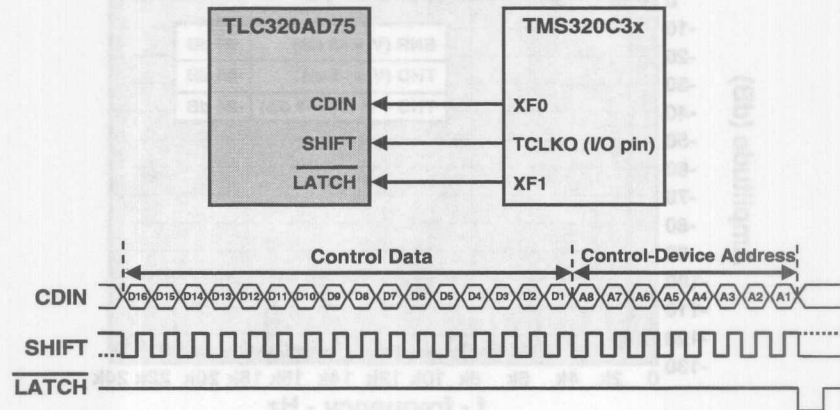 TLC320AD75 TMS320C3x
CDIN XF0
SHIFT TCLKO (I/O pin)
LATCH XF1
Control Data Control-Device Address
CDIN D16 D15 D14 D13 D12 D11 D10 D9 D8 D7 D6 D5 D4 D3 D2 D1 A8 A7 A6 A5 A4 A3 A2 A1
SHIFT
LATCH